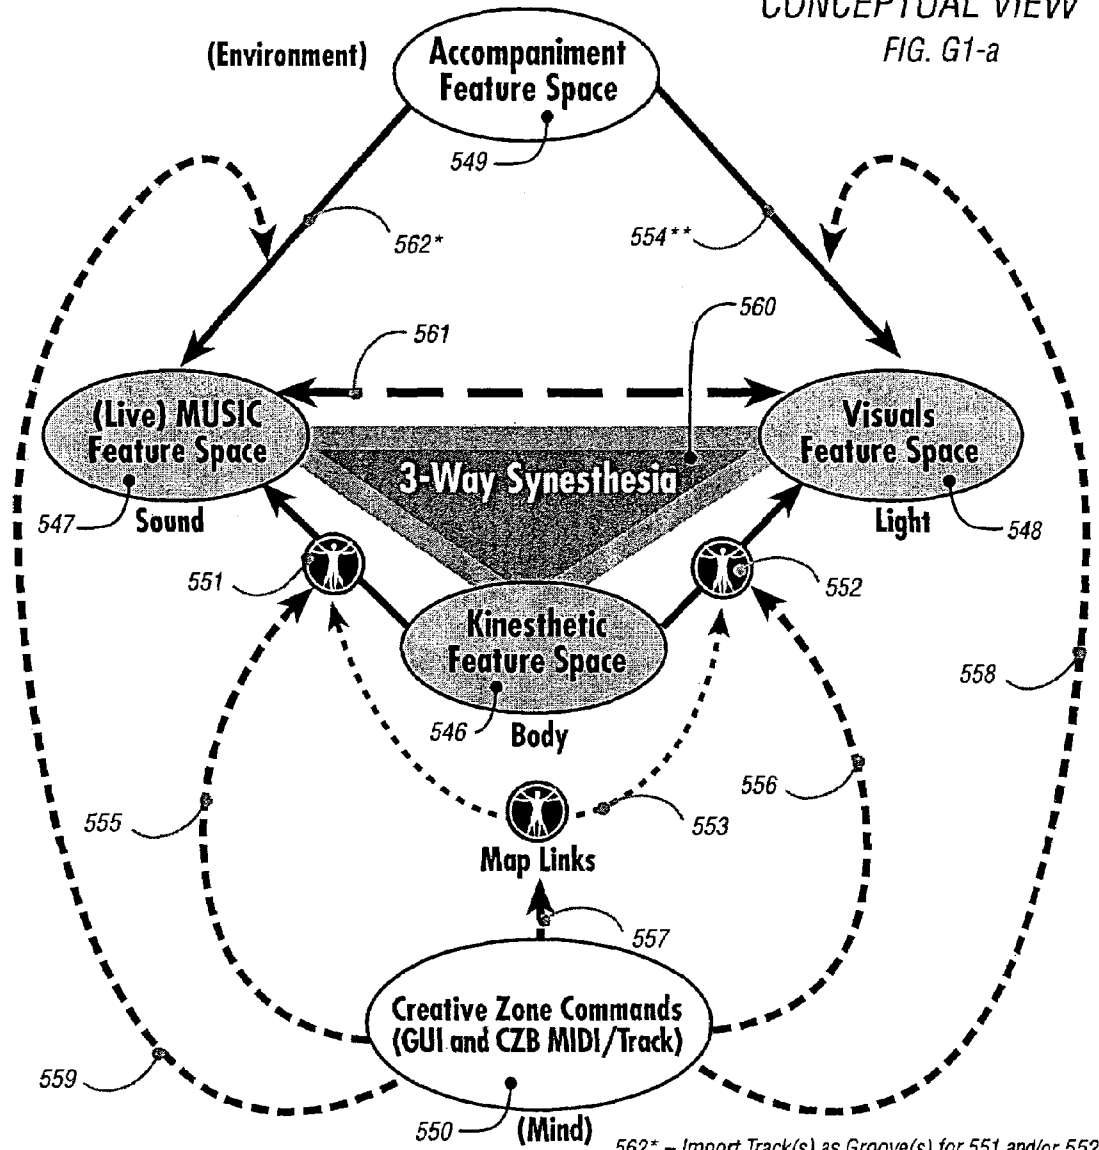 CONCEPTUAL VIEW
FIG. G1-a
(Environment)
Accompaniment
Feature Space
549
562*
554**
560
561
(Live) MUSIC
Feature Space
Visuals
Feature Space
3-Way Synesthesia
547
Sound
Light
548
551
552
Kinesthetic
Feature Space
546
Body
558
555
556
553
Map Links
557
Creative Zone Commands
(GUI and CZB MIDI/Track)
559
550
(Mind)
562* – Import Track(s) as Groove(s) for 551 and/or 552